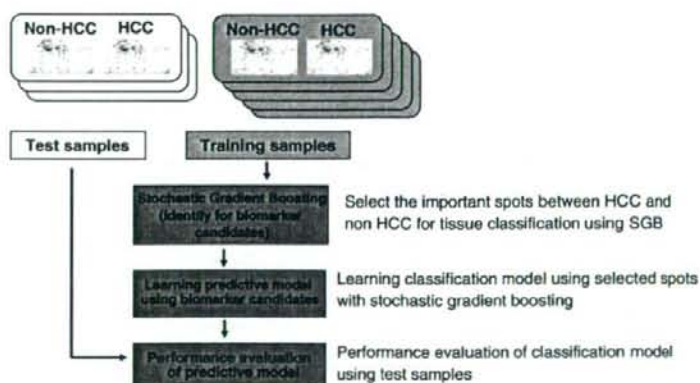 Non-HCC HCC
Non-HCC HCC
Test samples
Training samples
Stochastic Gradient Boosting
(Identify for biomarker
candidates)
Select the important spots between HCC and
non HCC for tissue classification using SGB
Learning predictive model
using biomarker candidates
Learning classification model using selected spots
with stochastic gradient boosting
Performance evaluation
of predictive model
Performance evaluation of classification model
using test samples